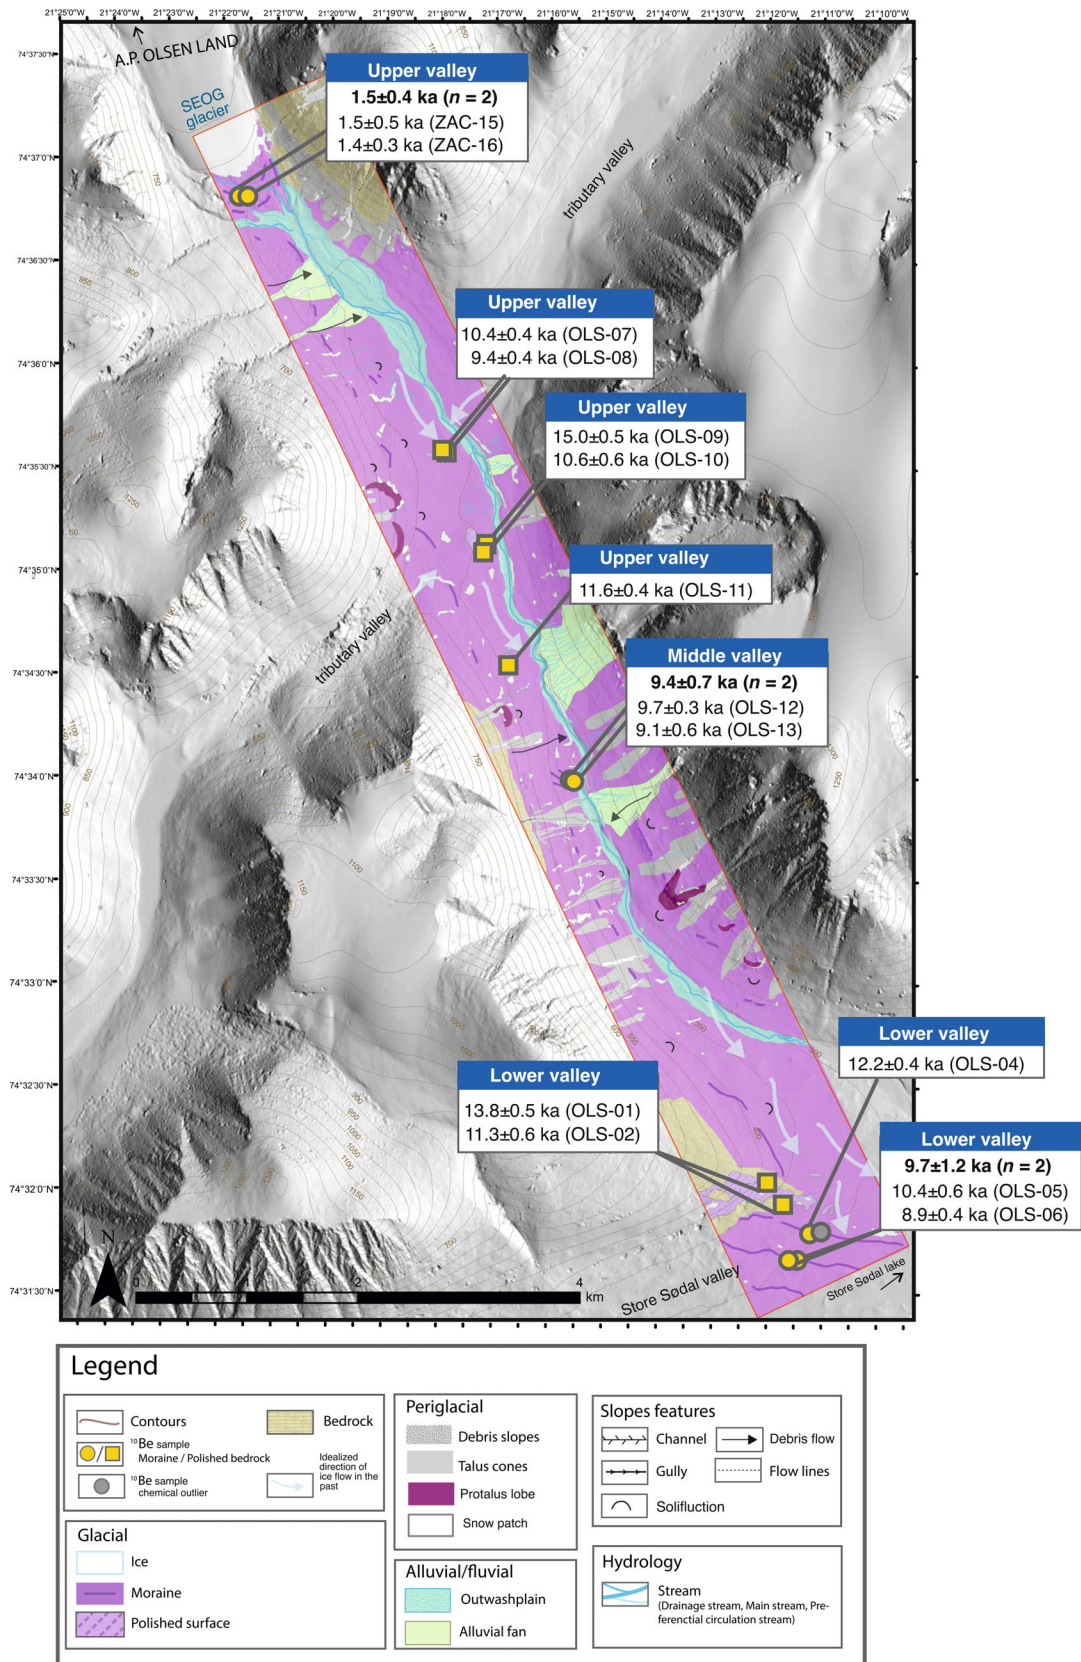 21°25'0"W 21°24'0"W 21°23'0"W 21°22'0"W 21°21'0"W 21°20'0"W 21°19'0"W 21°18'0"W 21°17'0"W 21°16'0"W 21°15'0"W 21°14'0"W 21°13'0"W 21°12'0"W 21°11'0"W 21°10'0"W
74°37'30"N
A.P. OLSEN LAND
SEOG
glacier
Upper valley
1.5±0.4 ka (n = 2)
1.5±0.5 ka (ZAC-15)
1.4±0.3 ka (ZAC-16)
74°37'0"N
tributary valley
74°36'30"N
Upper valley
10.4±0.4 ka (OLS-07)
9.4±0.4 ka (OLS-08)
74°36'0"N
Upper valley
15.0±0.5 ka (OLS-09)
10.6±0.6 ka (OLS-10)
74°35'30"N
74°35'0"N
Upper valley
11.6±0.4 ka (OLS-11)
tributary valley
74°34'30"N
Middle valley
9.4±0.7 ka (n = 2)
9.7±0.3 ka (OLS-12)
9.1±0.6 ka (OLS-13)
74°34'0"N
74°33'30"N
74°33'0"N
Lower valley
12.2±0.4 ka (OLS-04)
74°32'30"N
Lower valley
13.8±0.5 ka (OLS-01)
11.3±0.6 ka (OLS-02)
Lower valley
9.7±1.2 ka (n = 2)
10.4±0.6 ka (OLS-05)
8.9±0.4 ka (OLS-06)
74°32'0"N
74°31'30"N
N
0 2 4
km
Store Sødal valley
Store Sødal lake
Legend
Contours
Bedrock
¹⁰Be sample
Moraine / Polished bedrock
¹⁰Be sample
chemical outlier
Idealized
direction of
ice flow in the
past
Glacial
Ice
Moraine
Polished surface
Periglacial
Debris slopes
Talus cones
Protalus lobe
Snow patch
Alluvial/fluvial
Outwashplain
Alluvial fan
Slopes features
Channel
Debris flow
Gully
Flow lines
Solifluction
Hydrology
Stream
(Drainage stream, Main stream, Pre-
ferenctial circulation stream)